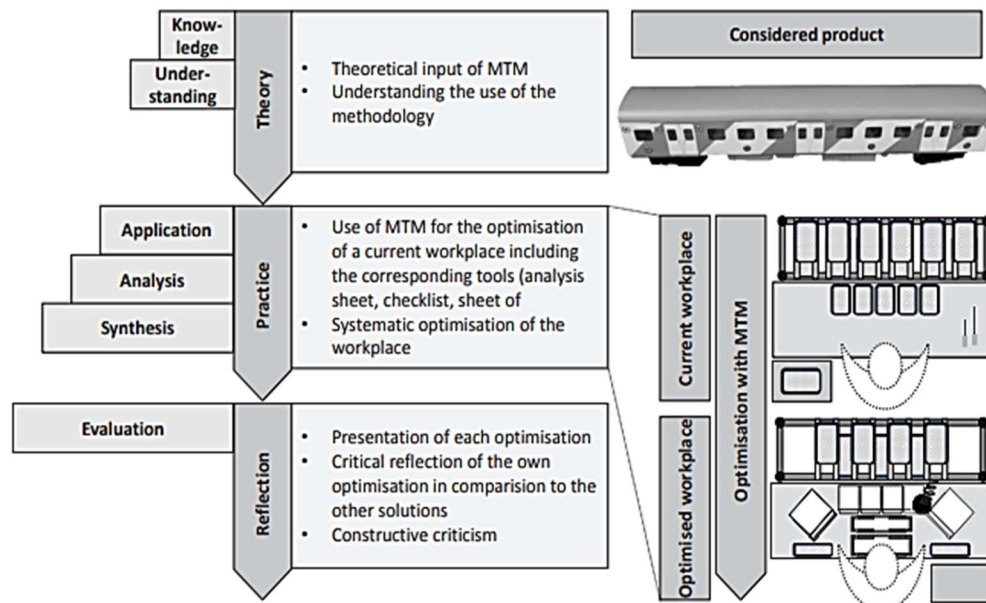 Know-
ledge
Under-
standing
Theory
• Theoretical input of MTM
• Understanding the use of the
methodology
Considered product
Application
Analysis
Synthesis
Practice
• Use of MTM for the optimisation
of a current workplace including
the corresponding tools (analysis
sheet, checklist, sheet of
• Systematic optimisation of the
workplace
Current workplace
Optimisation with MTM
Optimised workplace
Evaluation
Reflection
• Presentation of each optimisation
• Critical reflection of the own
optimisation in comparision to the
other solutions
• Constructive criticism